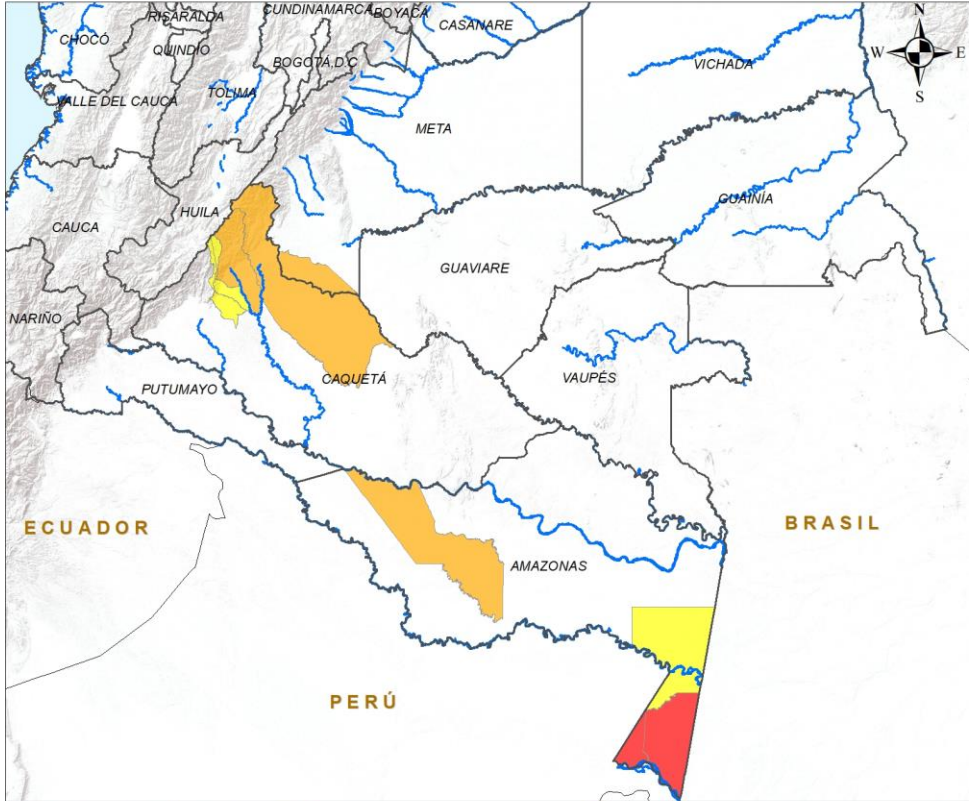 CUNDINAMARCA
BOYACÁ
RISARALDA
CASANARE
N
CHOCÓ
QUINDÍO
BOGOTÁ, D.C
W
E
VICHADA
S
VALLE DEL CAUCA
TOLIMA
META
GUAINÍA
HUILA
CAUCA
GUAVIARE
NARIÑO
CAQUETÁ
VAUPÉS
PUTUMAYO
ECUADOR
BRASIL
AMAZONAS
PERÚ